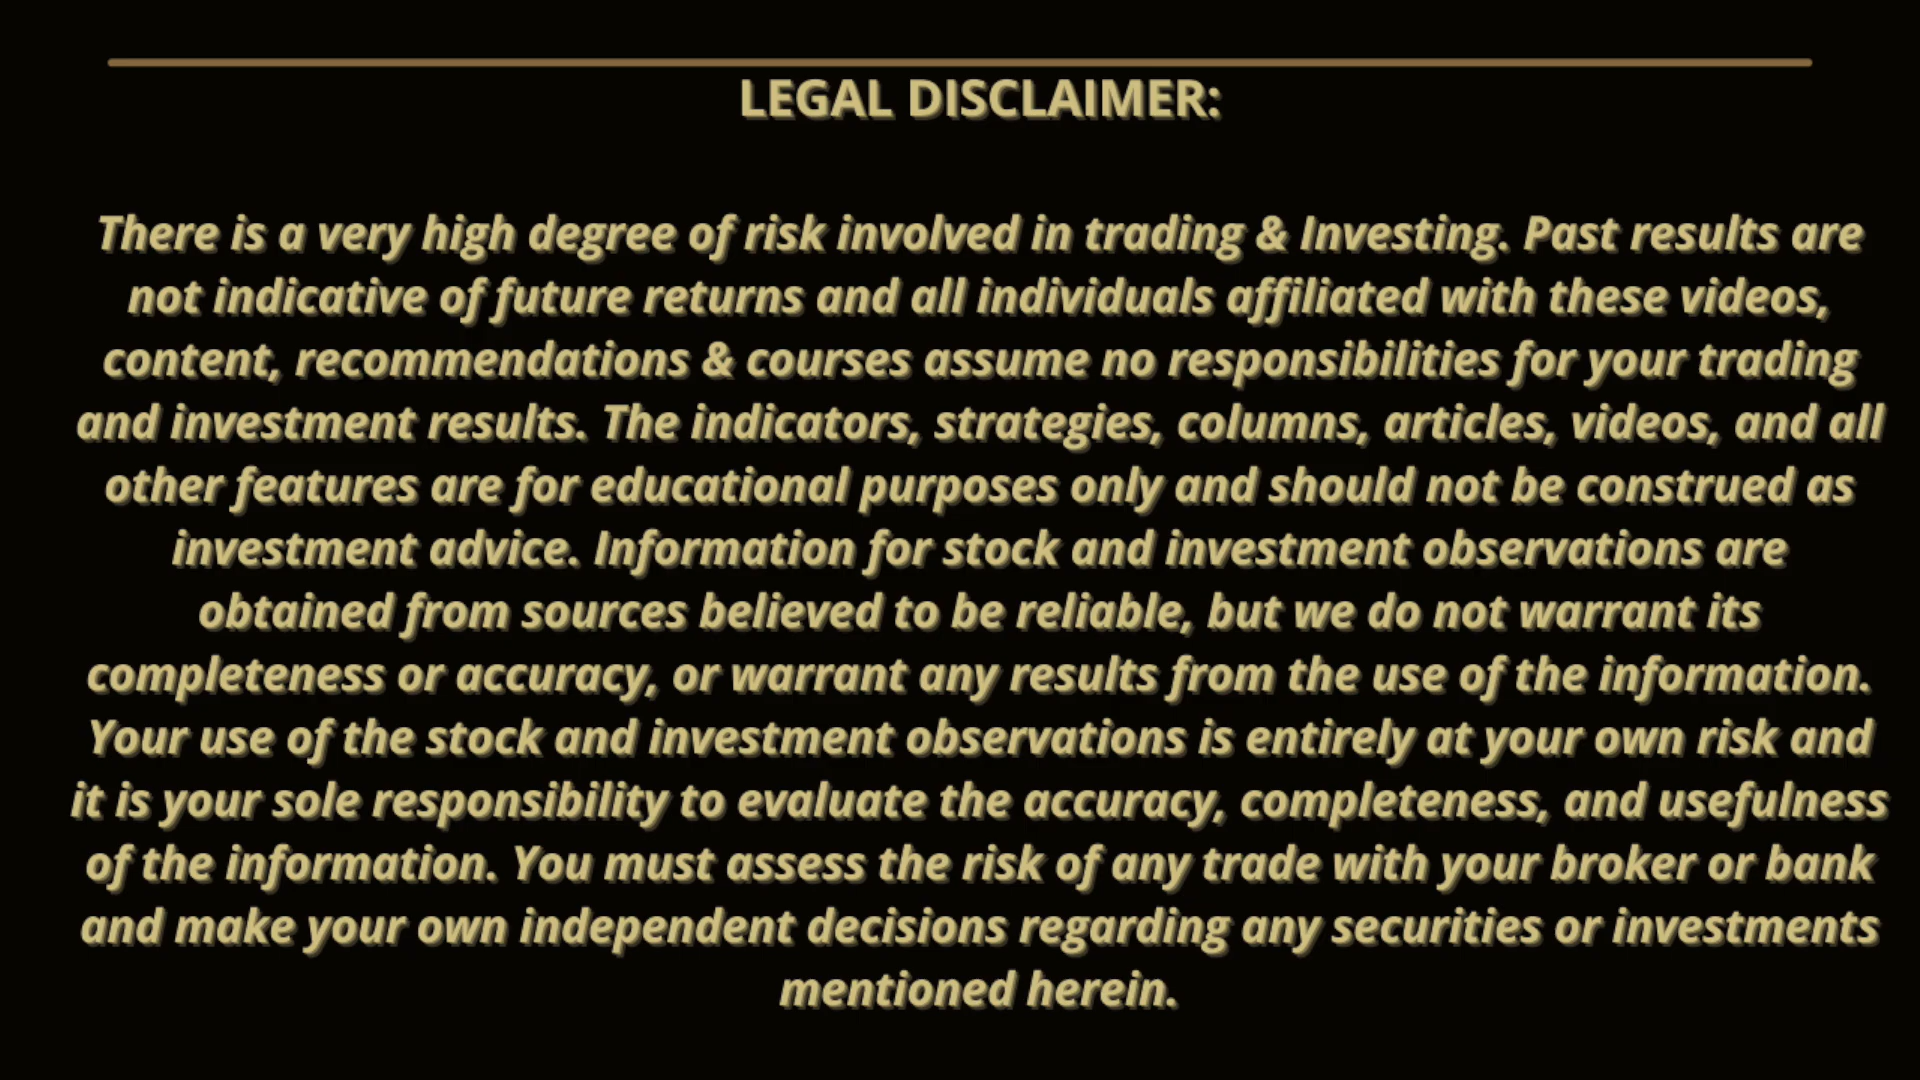 LEGAL DISCLAIMER:
There is a very high degree of risk involved in trading & Investing. Past results are
not indicative of future returns and all individuals affiliated with these videos,
content, recommendations & courses assume no responsibilities for your trading
and investment results. The indicators, strategies, columns, articles, videos, and all
other features are for educational purposes only and should not be construed as
investment advice. Information for stock and investment observations are
obtained from sources believed to be reliable, but we do not warrant its
completeness or accuracy, or warrant any results from the use of the information.
Your use of the stock and investment observations is entirely at your own risk and
it is your sole responsibility to evaluate the accuracy, completeness, and usefulness
of the information. You must assess the risk of any trade with your broker or bank
and make your own independent decisions regarding any securities or investments
mentioned herein.